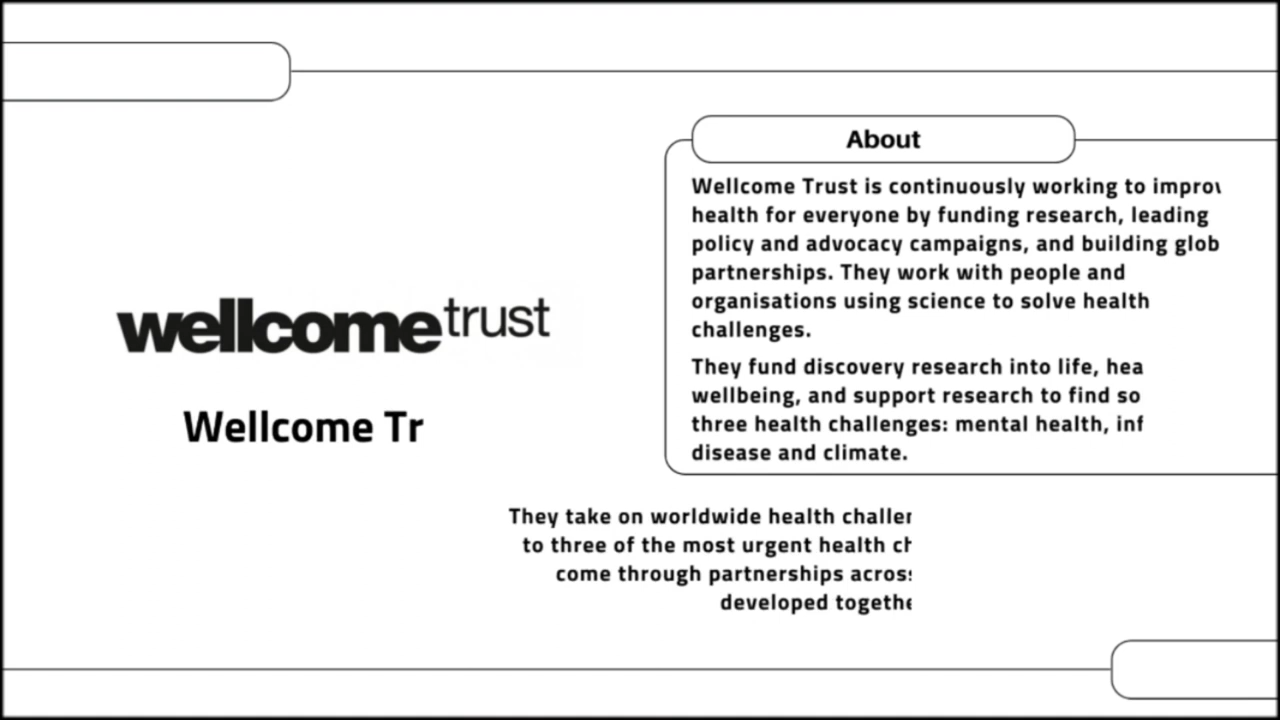 About
Wellcome Trust is continuously working to improv
health for everyone by funding research, leading
policy and advocacy campaigns, and building glob
partnerships. They work with people and
organisations using science to solve health
challenges.
They fund discovery research into life, hea
wellbeing, and support research to find so
three health challenges: mental health, inf
disease and climate.
wellcometrust
Wellcome Tr
They take on worldwide health challen
to three of the most urgent health ch
come through partnerships across
developed togethe